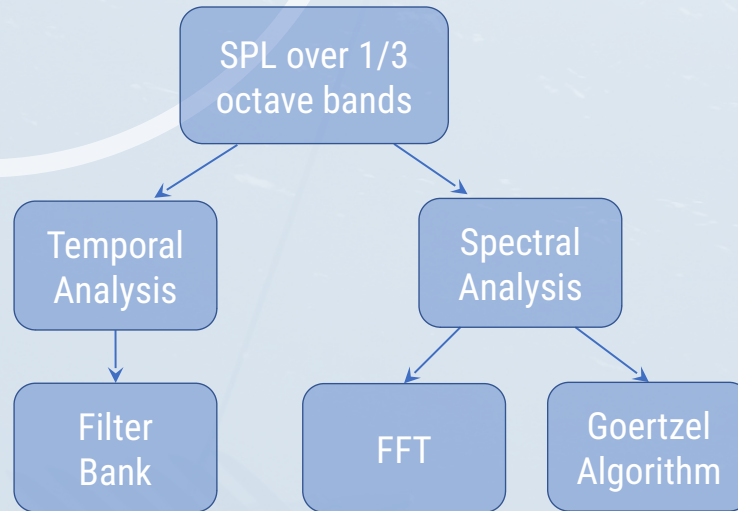 SPL over 1/3
octave bands
Temporal
Analysis
Spectral
Analysis
Filter
Bank
FFT
Goertzel
Algorithm